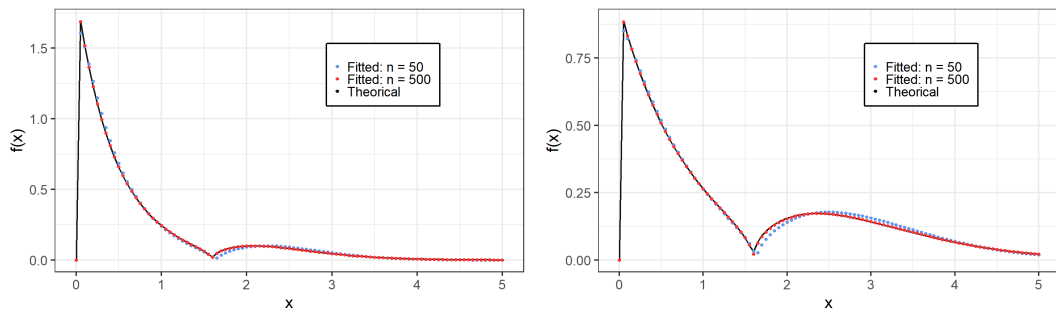 1.5
1.0
0.5
0.0
f(x)
Fitted: n = 50
Fitted: n = 500
Theorical
0 1 2 3 4 5
x
0.75
0.50
0.25
0.00
f(x)
Fitted: n = 50
Fitted: n = 500
Theorical
0 1 2 3 4 5
x